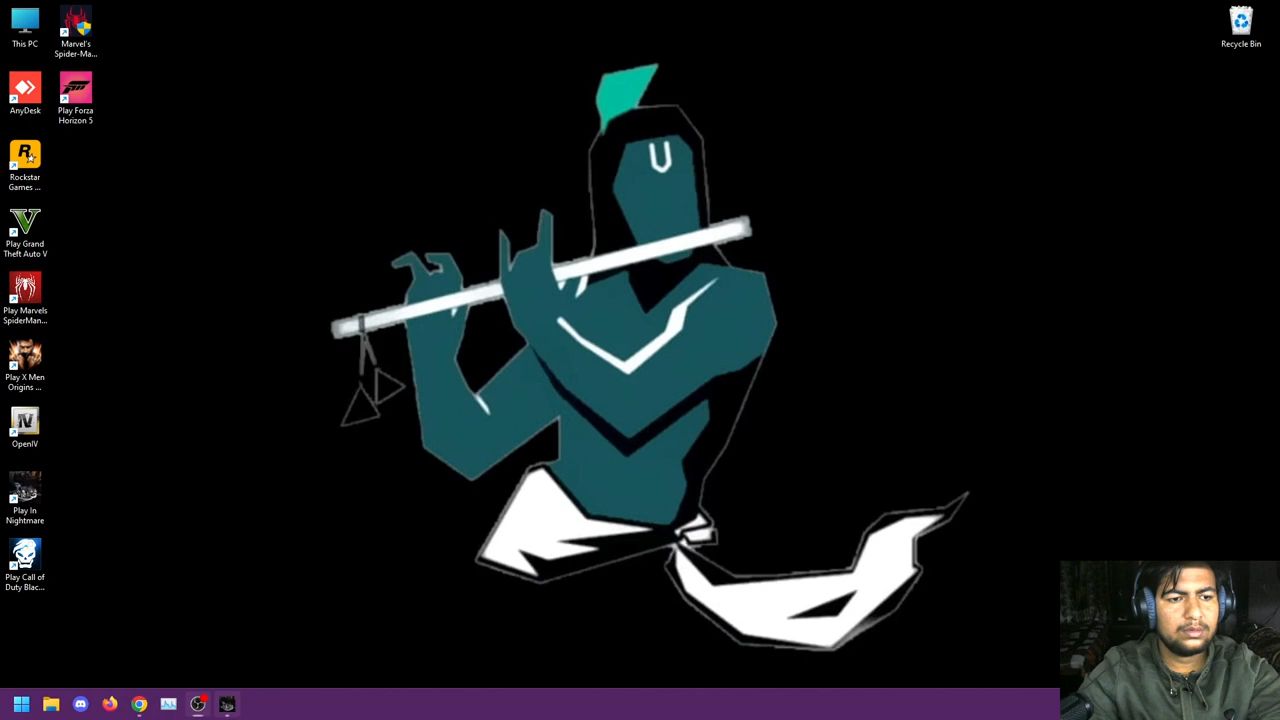 This PC
Marvel's
Spider-Ma...
Recycle Bin
AnyDesk
Play Forza
Horizon 5
Rockstar
Games ...
Play Grand
Theft Auto V
Play Marvels
SpiderMan...
Play X Men
Origins ...
OpenIV
Play In
Nightmare
Play Call of
Duty Blac...